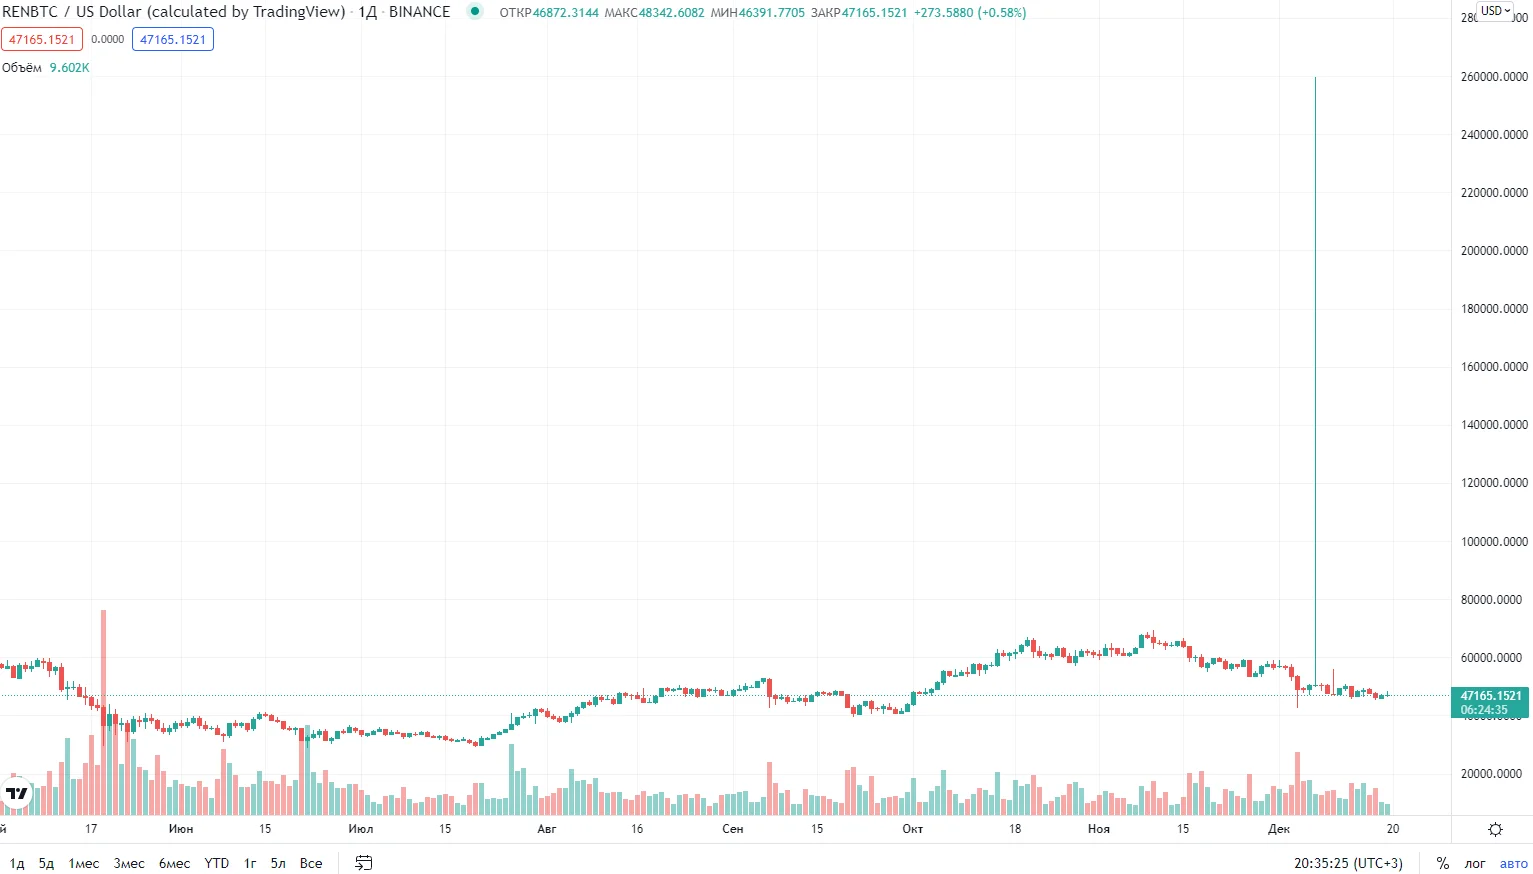 RENBTC / US Dollar (calculated by TradingView) · 1Д · BINANCE ОТКР46872.3144 МАКС48342.6082 МИН46391.7705 ЗАКР47165.1521 +273.5880 (+0.58%)
USD
47165.1521 0.0000 47165.1521
Объём 9.602K
260000.0000
240000.0000
220000.0000
200000.0000
180000.0000
160000.0000
140000.0000
120000.0000
100000.0000
80000.0000
60000.0000
47165.1521
06:24:35
20000.0000
17 Июн 15 Июл 15 Авг 16 Сен 15 Окт 18 Ноя 15 Дек 20
1д 5д 1мес 3мес 6мес YTD 1г 5л Все 20:35:25 (UTC+3) % лог авто